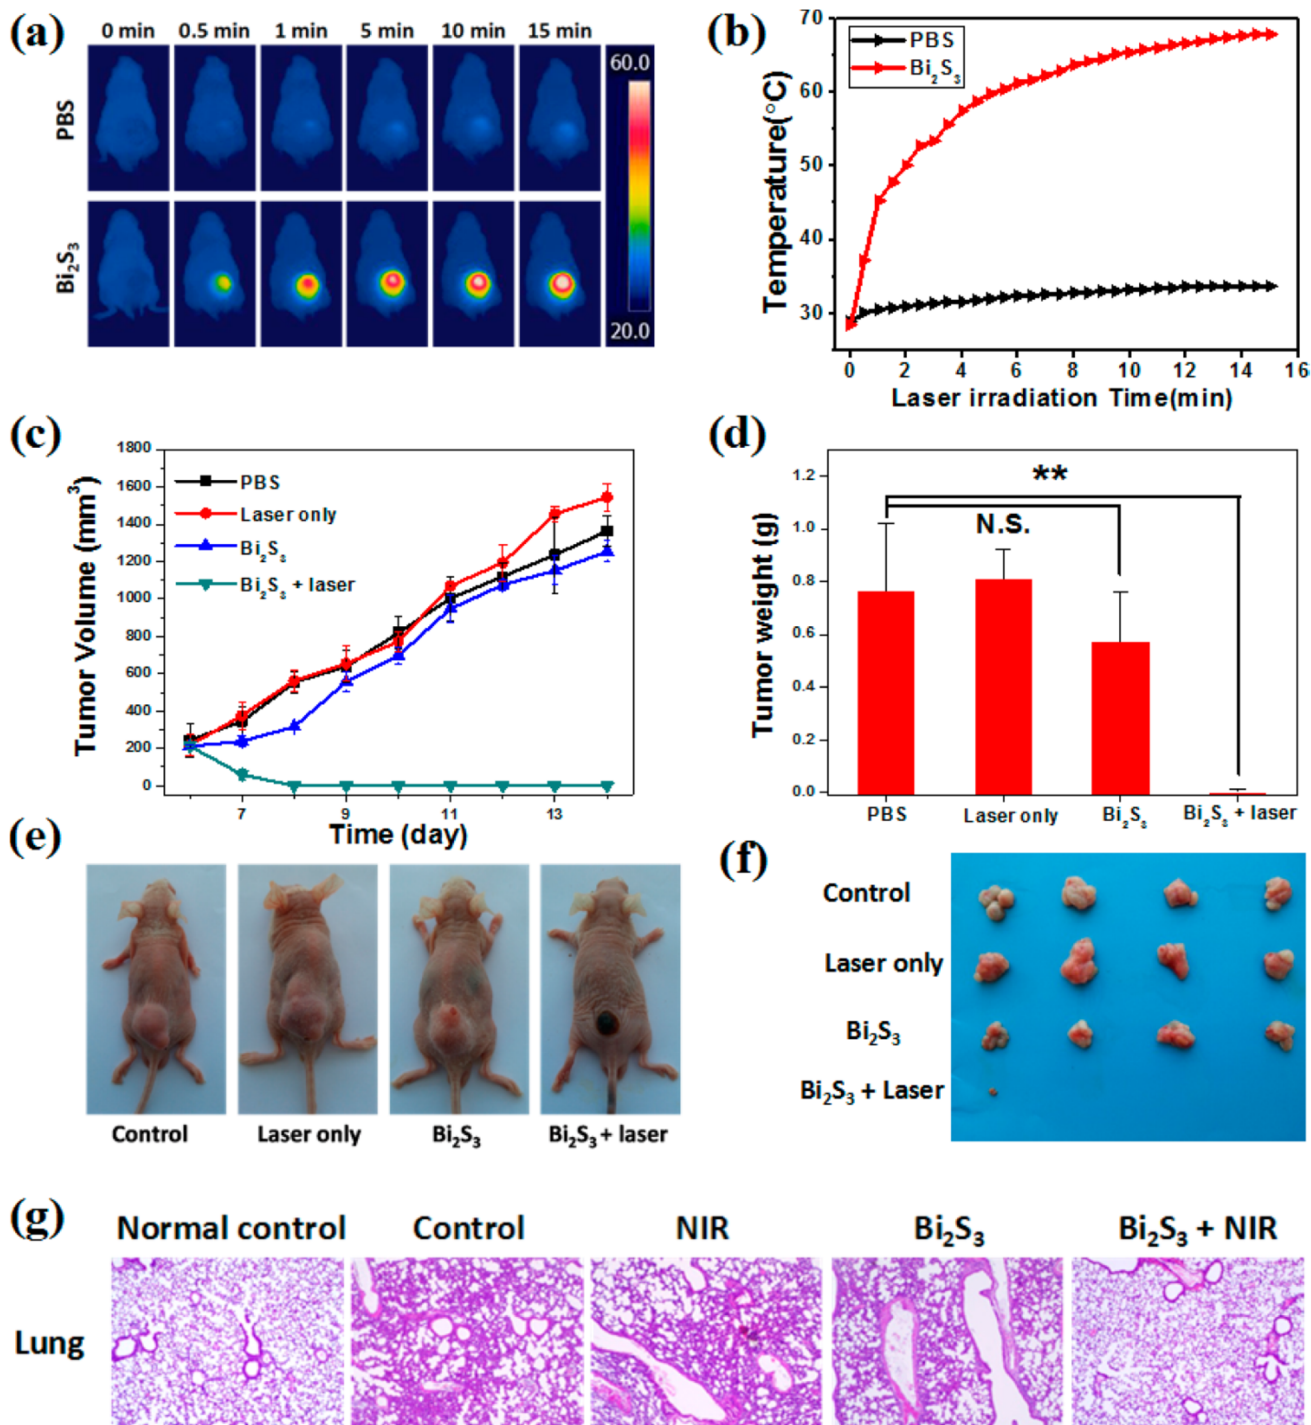 (a)
0 min 0.5 min 1 min 5 min 10 min 15 min
PBS
Bi₂S₃
60.0
20.0
(b)
PBS
Bi₂S₃
Temperature(°C)
70
60
50
40
30
0 2 4 6 8 10 12 14 16
Laser irradiation Time(min)
(c)
PBS
Laser only
Bi₂S₃
Bi₂S₃ + laser
Tumor Volume (mm³)
1800
1600
1400
1200
1000
800
600
400
200
0
7 9 11 13
Time (day)
(d)
**
N.S.
Tumor weight (g)
1.2
1.0
0.8
0.6
0.4
0.2
0.0
PBS Laser only Bi₂S₃ Bi₂S₃ + laser
(e)
Control Laser only Bi₂S₃ Bi₂S₃ + laser
(f)
Control
Laser only
Bi₂S₃
Bi₂S₃ + Laser
(g)
Normal control Control NIR Bi₂S₃ Bi₂S₃ + NIR
Lung